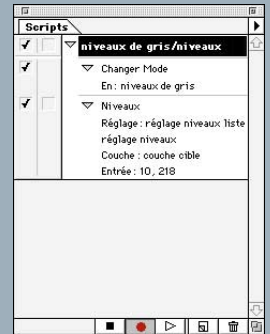 Scripts
niveaux de gris/niveaux
Changer Mode
En: niveaux de gris
Niveaux
Réglage: réglage niveaux liste
réglage niveaux
Couche: couche cible
Entrée: 10, 218